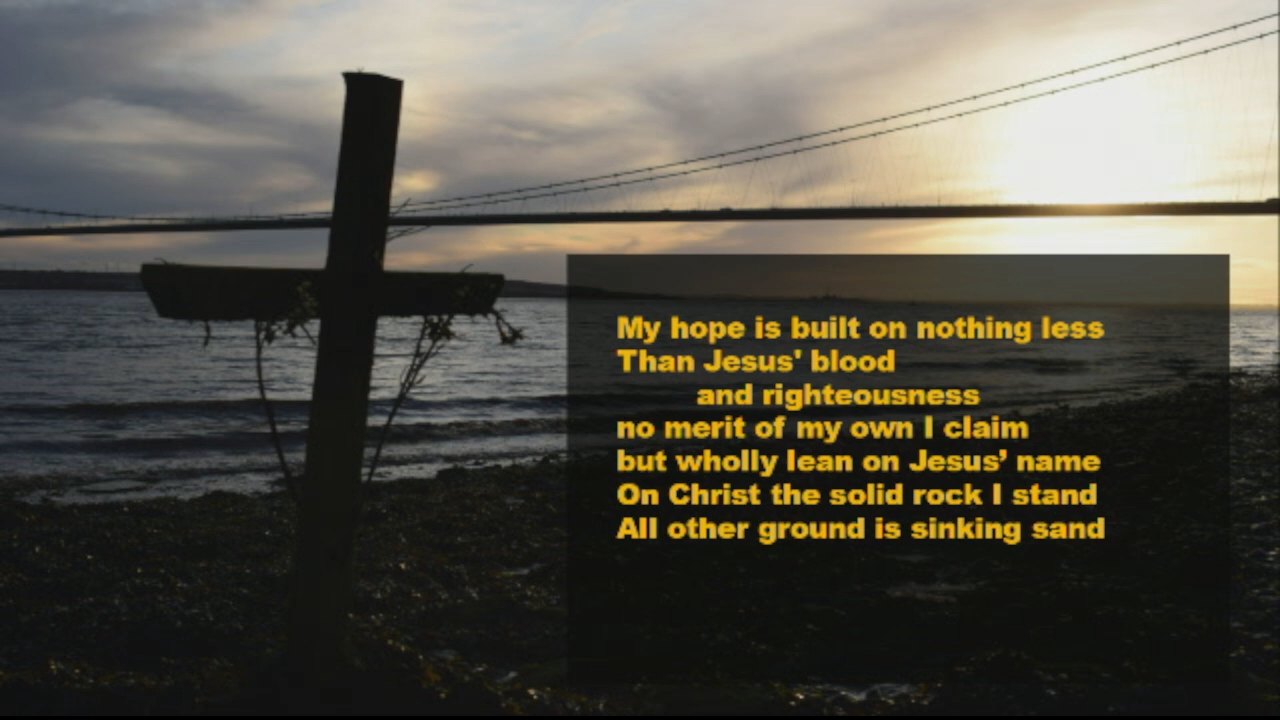 My hope is built on nothing less
Than Jesus' blood
and righteousness
no merit of my own I claim
but wholly lean on Jesus’ name
On Christ the solid rock I stand
All other ground is sinking sand